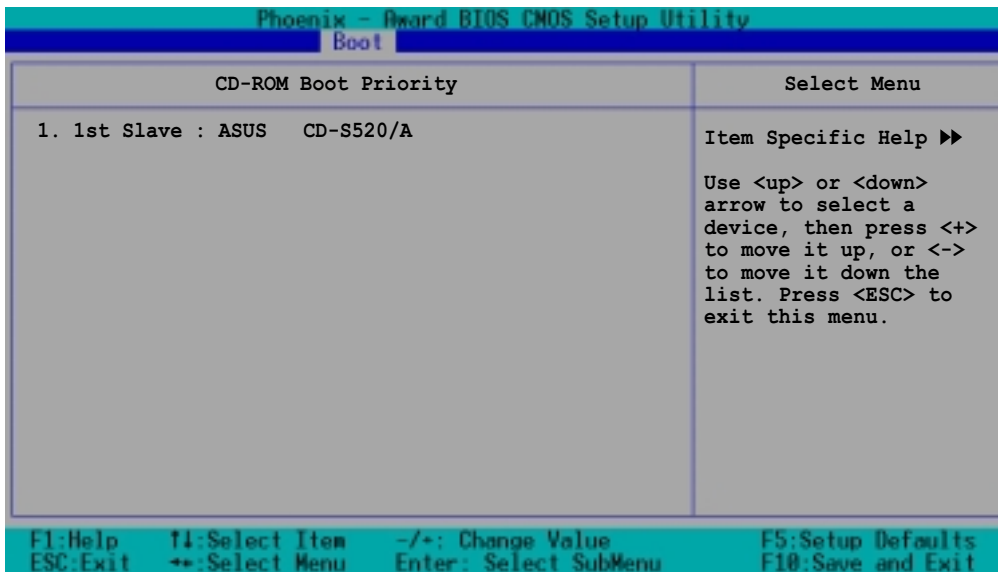 Phoenix - Award BIOS CMOS Setup Utility
Boot
CD-ROM Boot Priority
1. 1st Slave : ASUS CD-S520/A
Select Menu
Item Specific Help ▶▶
Use <up> or <down>
arrow to select a
device, then press <+>
to move it up, or <->
to move it down the
list. Press <ESC> to
exit this menu.
F1:Help ↑↓:Select Item -/+: Change Value F5:Setup Defaults
ESC:Exit ←→:Select Menu Enter: Select SubMenu F10:Save and Exit